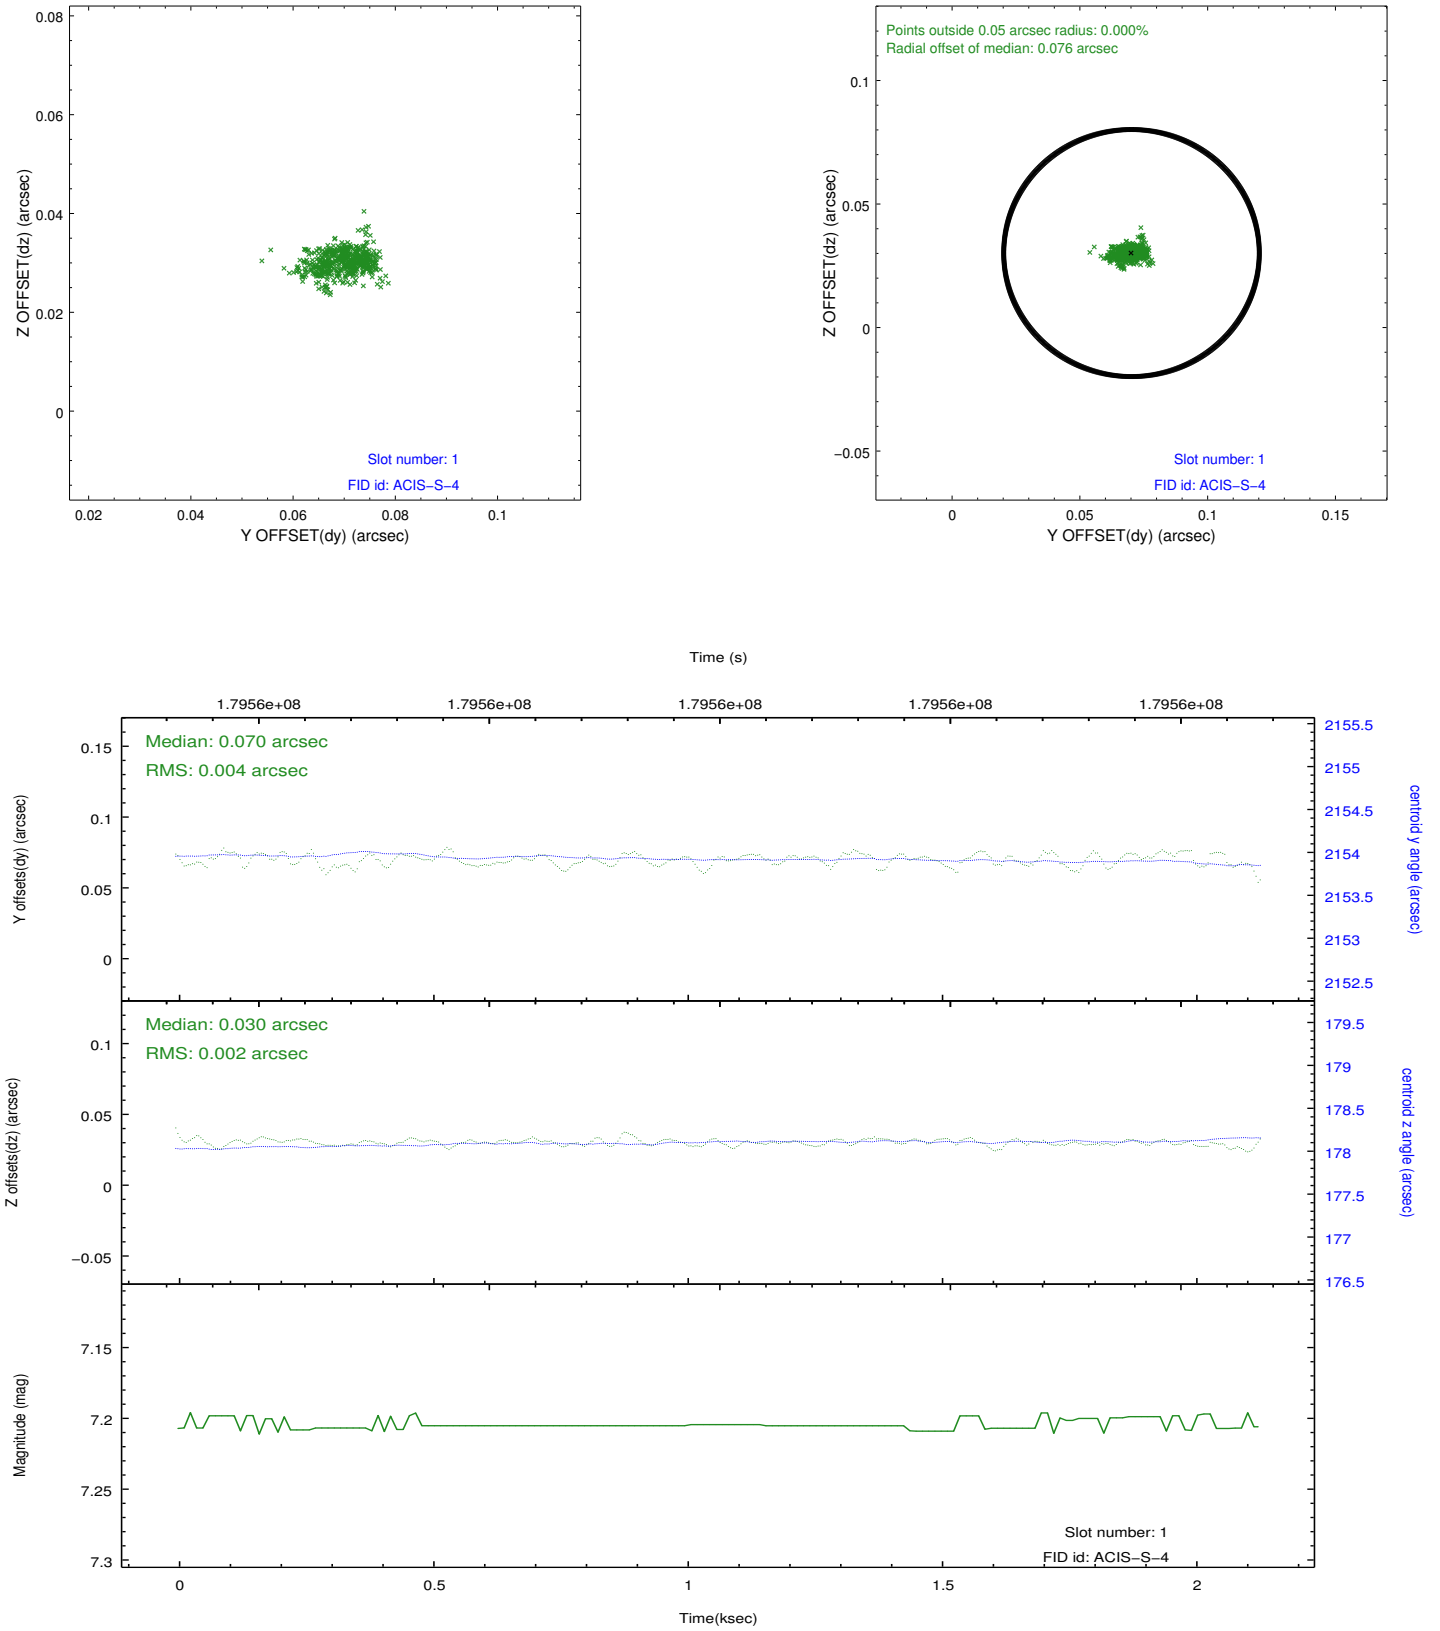 0.08
0.06
0.04
0.02
0
Z OFFSET(dz) (arcsec)
Slot number: 1
FID id: ACIS−S−4
0.02 0.04 0.06 0.08 0.1
Y OFFSET(dy) (arcsec)
Points outside 0.05 arcsec radius: 0.000%
Radial offset of median: 0.076 arcsec
0.1
0.05
0
−0.05
Z OFFSET(dz) (arcsec)
Slot number: 1
FID id: ACIS−S−4
0 0.05 0.1 0.15
Y OFFSET(dy) (arcsec)
Time (s)
1.7956e+08 1.7956e+08 1.7956e+08 1.7956e+08 1.7956e+08
Median: 0.070 arcsec
RMS: 0.004 arcsec
0.15
0.1
0.05
0
Y offsets(dy) (arcsec)
2155.5
2155
2154.5
2154
2153.5
2153
2152.5
centroid y angle (arcsec)
Median: 0.030 arcsec
RMS: 0.002 arcsec
0.1
0.05
0
−0.05
Z offsets(dz) (arcsec)
179.5
179
178.5
178
177.5
177
176.5
centroid z angle (arcsec)
7.15
7.2
7.25
7.3
Magnitude (mag)
Slot number: 1
FID id: ACIS−S−4
0 0.5 1 1.5 2
Time(ksec)